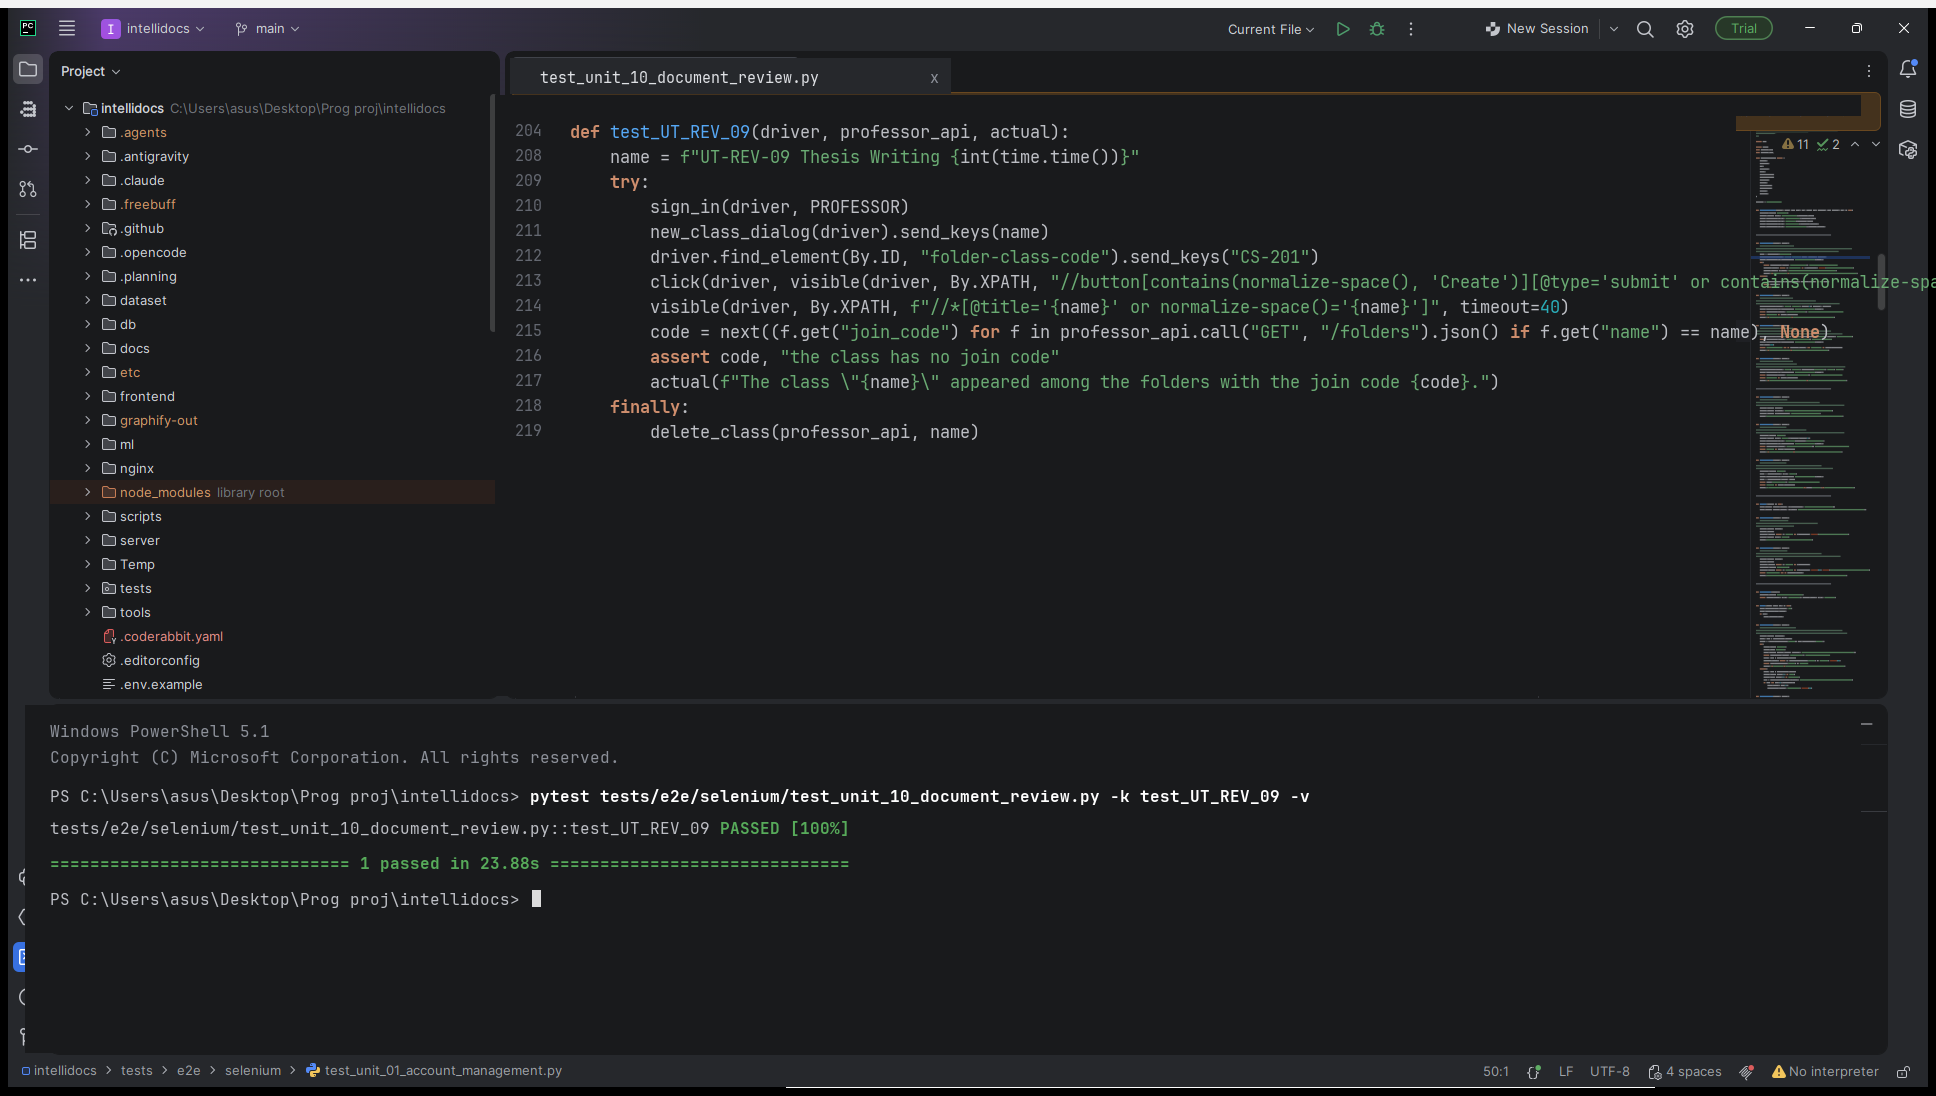 PC I intellidocs main Current File New Session Trial
Project
test_unit_10_document_review.py x
intellidocs C:\Users\asus\Desktop\Prog proj\intellidocs
.agents
.antigravity
.claude
.freebuff
.github
.opencode
.planning
dataset
db
docs
etc
frontend
graphify-out
ml
nginx
node_modules library root
scripts
server
Temp
tests
tools
.coderabbit.yaml
.editorconfig
.env.example
11 2
204 def test_UT_REV_09(driver, professor_api, actual):
208 name = f"UT-REV-09 Thesis Writing {int(time.time())}"
209 try:
210 sign_in(driver, PROFESSOR)
211 new_class_dialog(driver).send_keys(name)
212 driver.find_element(By.ID, "folder-class-code").send_keys("CS-201")
213 click(driver, visible(driver, By.XPATH, "//button[contains(normalize-space(), 'Create')][@type='submit' or contains(normalize-spa
214 visible(driver, By.XPATH, f"//*[@title='{name}' or normalize-space()='{name}']", timeout=40)
215 code = next((f.get("join_code") for f in professor_api.call("GET", "/folders").json() if f.get("name") == name), None)
216 assert code, "the class has no join code"
217 actual(f"The class \"{name}\" appeared among the folders with the join code {code}.")
218 finally:
219 delete_class(professor_api, name)
Windows PowerShell 5.1
Copyright (C) Microsoft Corporation. All rights reserved.
PS C:\Users\asus\Desktop\Prog proj\intellidocs> pytest tests/e2e/selenium/test_unit_10_document_review.py -k test_UT_REV_09 -v
tests/e2e/selenium/test_unit_10_document_review.py::test_UT_REV_09 PASSED [100%]
============================== 1 passed in 23.88s ==============================
PS C:\Users\asus\Desktop\Prog proj\intellidocs>
intellidocs > tests > e2e > selenium > test_unit_01_account_management.py 50:1 LF UTF-8 4 spaces No interpreter